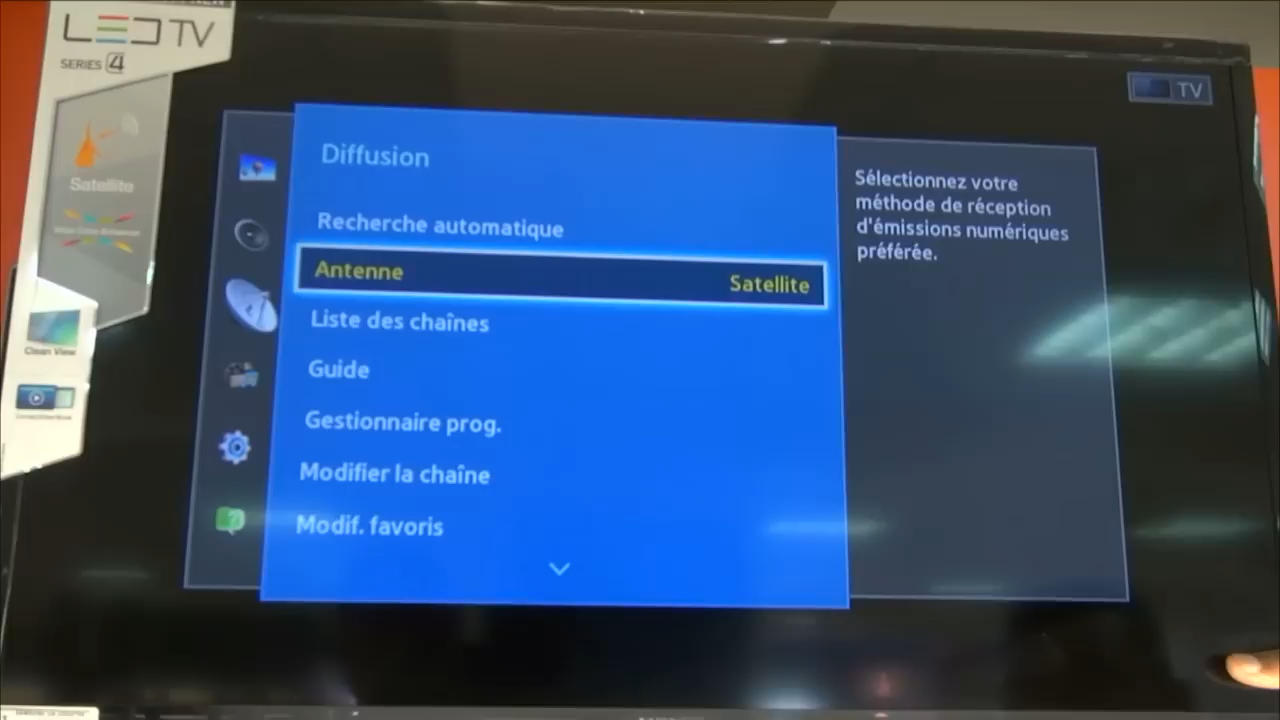 LED TV
SERIES 4
Satellite
Clean View
TV
Diffusion
Recherche automatique
Antenne Satellite
Liste des chaînes
Guide
Gestionnaire prog.
Modifier la chaîne
Modif. favoris
Sélectionnez votre
méthode de réception
d'émissions numériques
préférée.